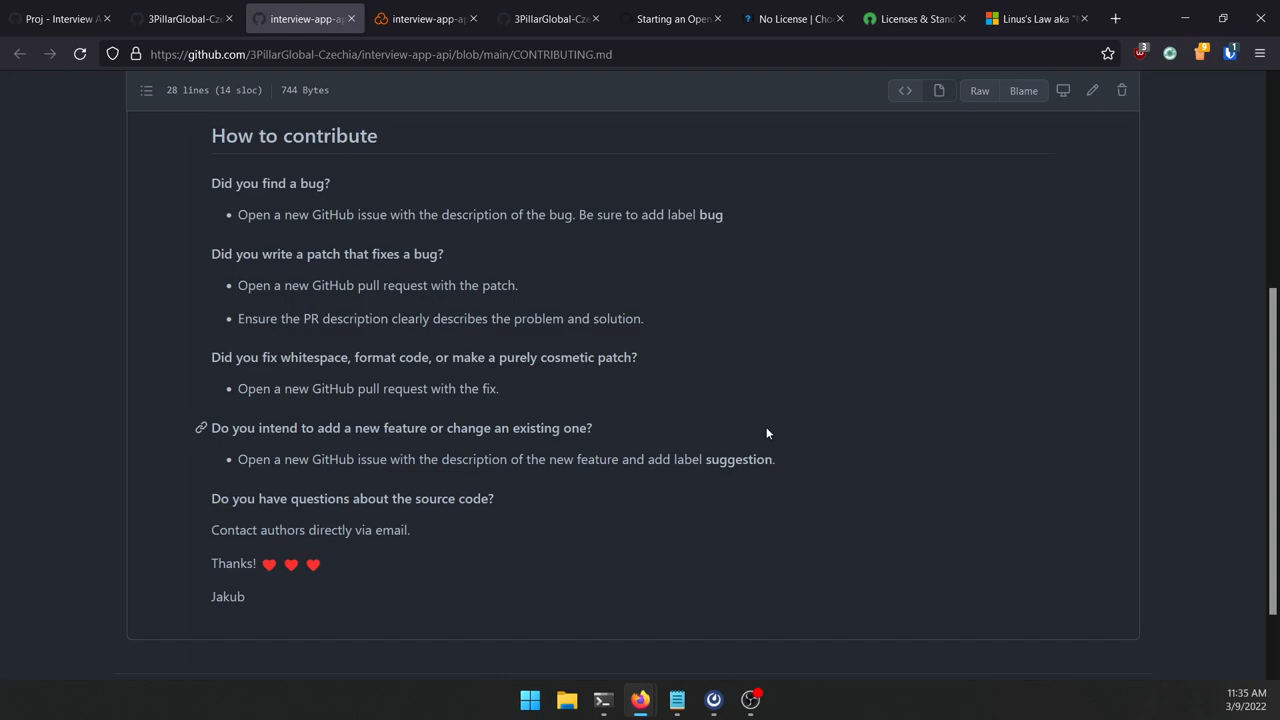 Proj - Interview A
3PillarGlobal-Cze
interview-app-ap
interview-app-ap
3PillarGlobal-Cze
Starting an Open
No License | Cho
Licenses & Stand
Linus's Law aka "
3
9
1
https://github.com/3PillarGlobal-Czechia/interview-app-api/blob/main/CONTRIBUTING.md
28 lines (14 sloc) | 744 Bytes
Raw
Blame
How to contribute
Did you find a bug?
• Open a new GitHub issue with the description of the bug. Be sure to add label bug
Did you write a patch that fixes a bug?
• Open a new GitHub pull request with the patch.
• Ensure the PR description clearly describes the problem and solution.
Did you fix whitespace, format code, or make a purely cosmetic patch?
• Open a new GitHub pull request with the fix.
Do you intend to add a new feature or change an existing one?
• Open a new GitHub issue with the description of the new feature and add label suggestion.
Do you have questions about the source code?
Contact authors directly via email.
Thanks! ❤ ❤ ❤
Jakub
11:35 AM
3/9/2022